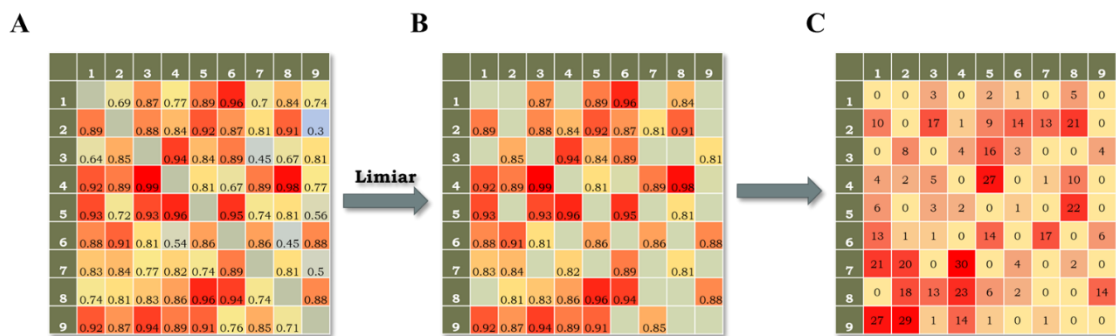 A
1 2 3 4 5 6 7 8 9
1 0.69 0.87 0.77 0.89 0.96 0.7 0.84 0.74
2 0.89 0.88 0.84 0.92 0.87 0.81 0.91 0.3
3 0.64 0.85 0.94 0.84 0.89 0.45 0.67 0.81
4 0.92 0.89 0.99 0.81 0.67 0.89 0.98 0.77
5 0.93 0.72 0.93 0.96 0.95 0.74 0.81 0.56
6 0.88 0.91 0.81 0.54 0.86 0.86 0.45 0.88
7 0.83 0.84 0.77 0.82 0.74 0.89 0.81 0.5
8 0.74 0.81 0.83 0.86 0.96 0.94 0.74 0.88
9 0.92 0.87 0.94 0.89 0.91 0.76 0.85 0.71
Limiar
B
1 2 3 4 5 6 7 8 9
1 0.87 0.89 0.96 0.84
2 0.89 0.88 0.84 0.92 0.87 0.81 0.91
3 0.85 0.94 0.84 0.89 0.81
4 0.92 0.89 0.99 0.81 0.89 0.98
5 0.93 0.93 0.96 0.95 0.81
6 0.88 0.91 0.81 0.86 0.86 0.88
7 0.83 0.84 0.82 0.89 0.81
8 0.81 0.83 0.86 0.96 0.94 0.88
9 0.92 0.87 0.94 0.89 0.91 0.85
C
1 2 3 4 5 6 7 8 9
1 0 0 3 0 2 1 0 5 0
2 10 0 17 1 9 14 13 21 0
3 0 8 0 4 16 3 0 0 4
4 4 2 5 0 27 0 1 10 0
5 6 0 3 2 0 1 0 22 0
6 13 1 1 0 14 0 17 0 6
7 21 20 0 30 0 4 0 2 0
8 0 18 13 23 6 2 0 0 14
9 27 29 1 14 1 0 1 0 0